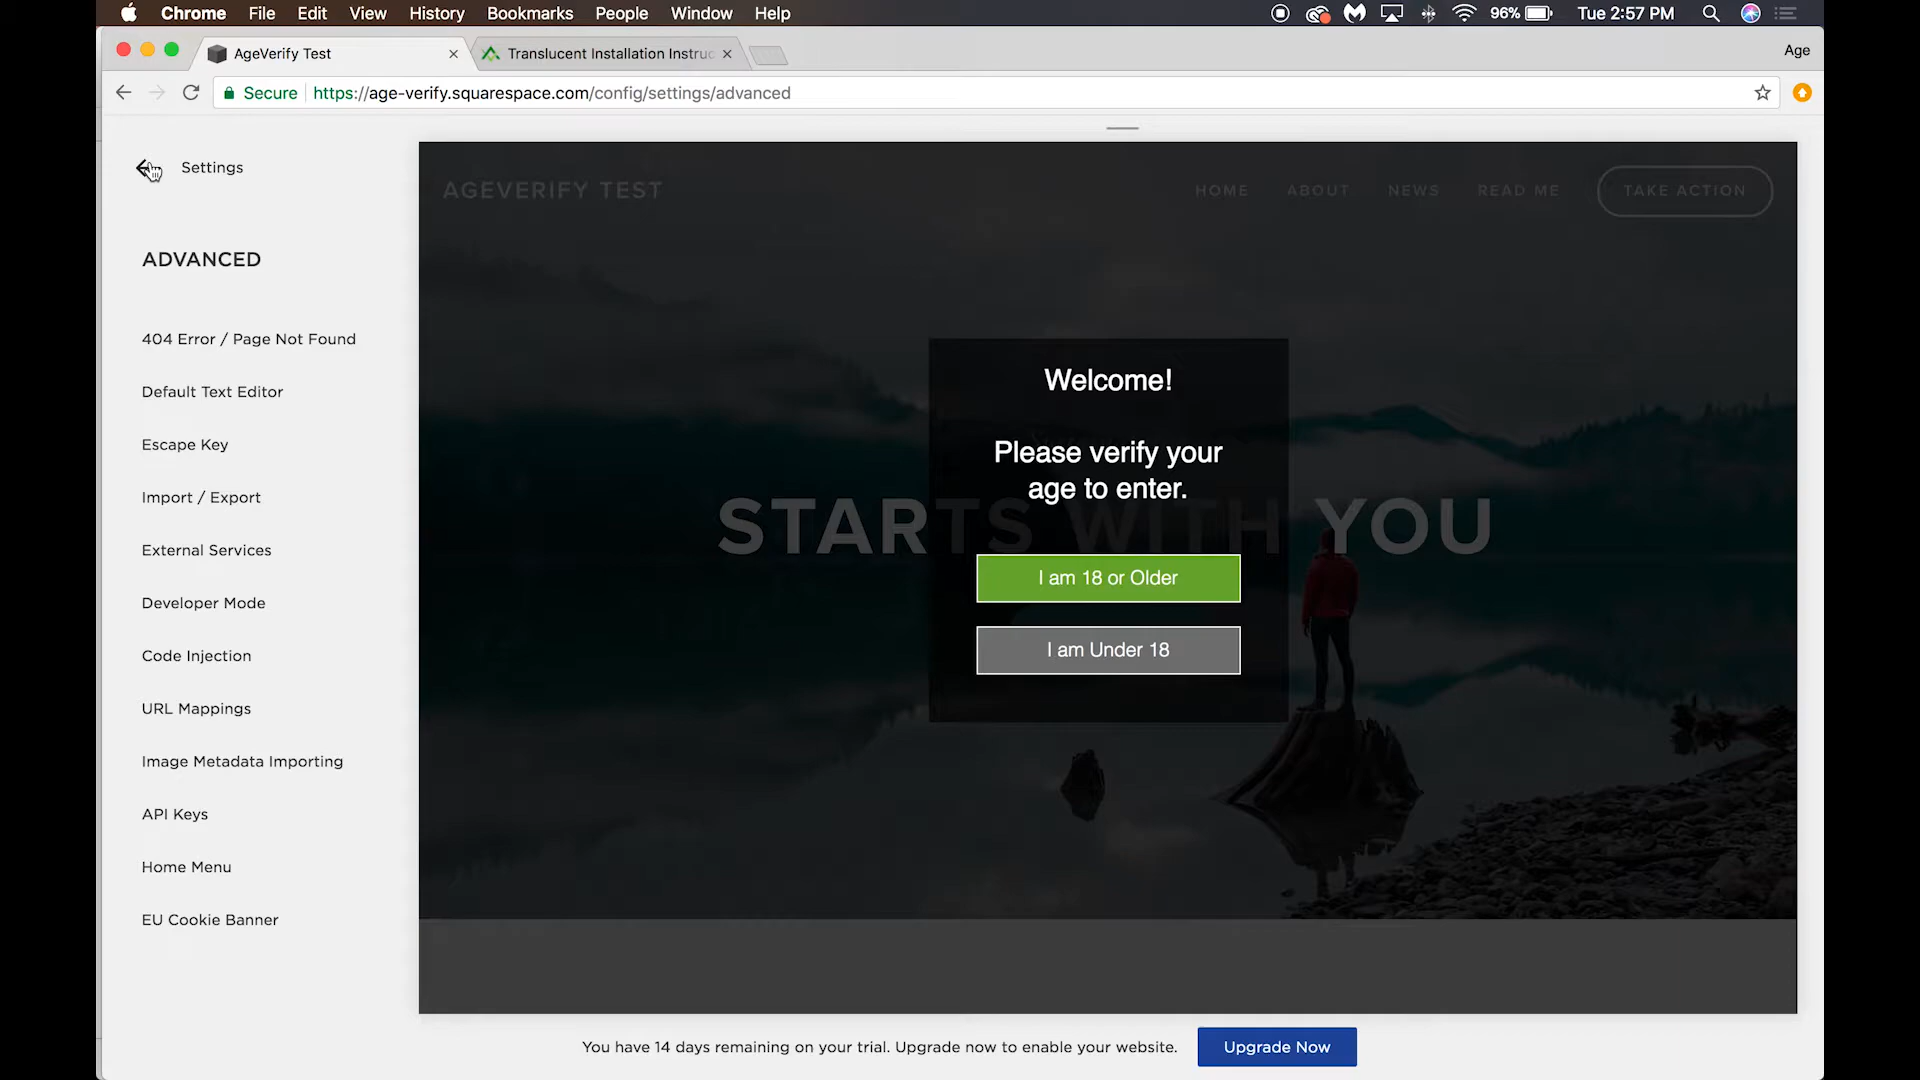 Chrome File Edit View History Bookmarks People Window Help 96% Tue 2:57 PM
AgeVerify Test Translucent Installation Instruc Age
Secure https://age-verify.squarespace.com/config/settings/advanced
Settings
ADVANCED
404 Error / Page Not Found
Default Text Editor
Escape Key
Import / Export
External Services
Developer Mode
Code Injection
URL Mappings
Image Metadata Importing
API Keys
Home Menu
EU Cookie Banner
AGEVERIFY TEST HOME ABOUT NEWS READ ME TAKE ACTION
STARTS WITH YOU
Welcome!
Please verify your
age to enter.
I am 18 or Older
I am Under 18
You have 14 days remaining on your trial. Upgrade now to enable your website. Upgrade Now